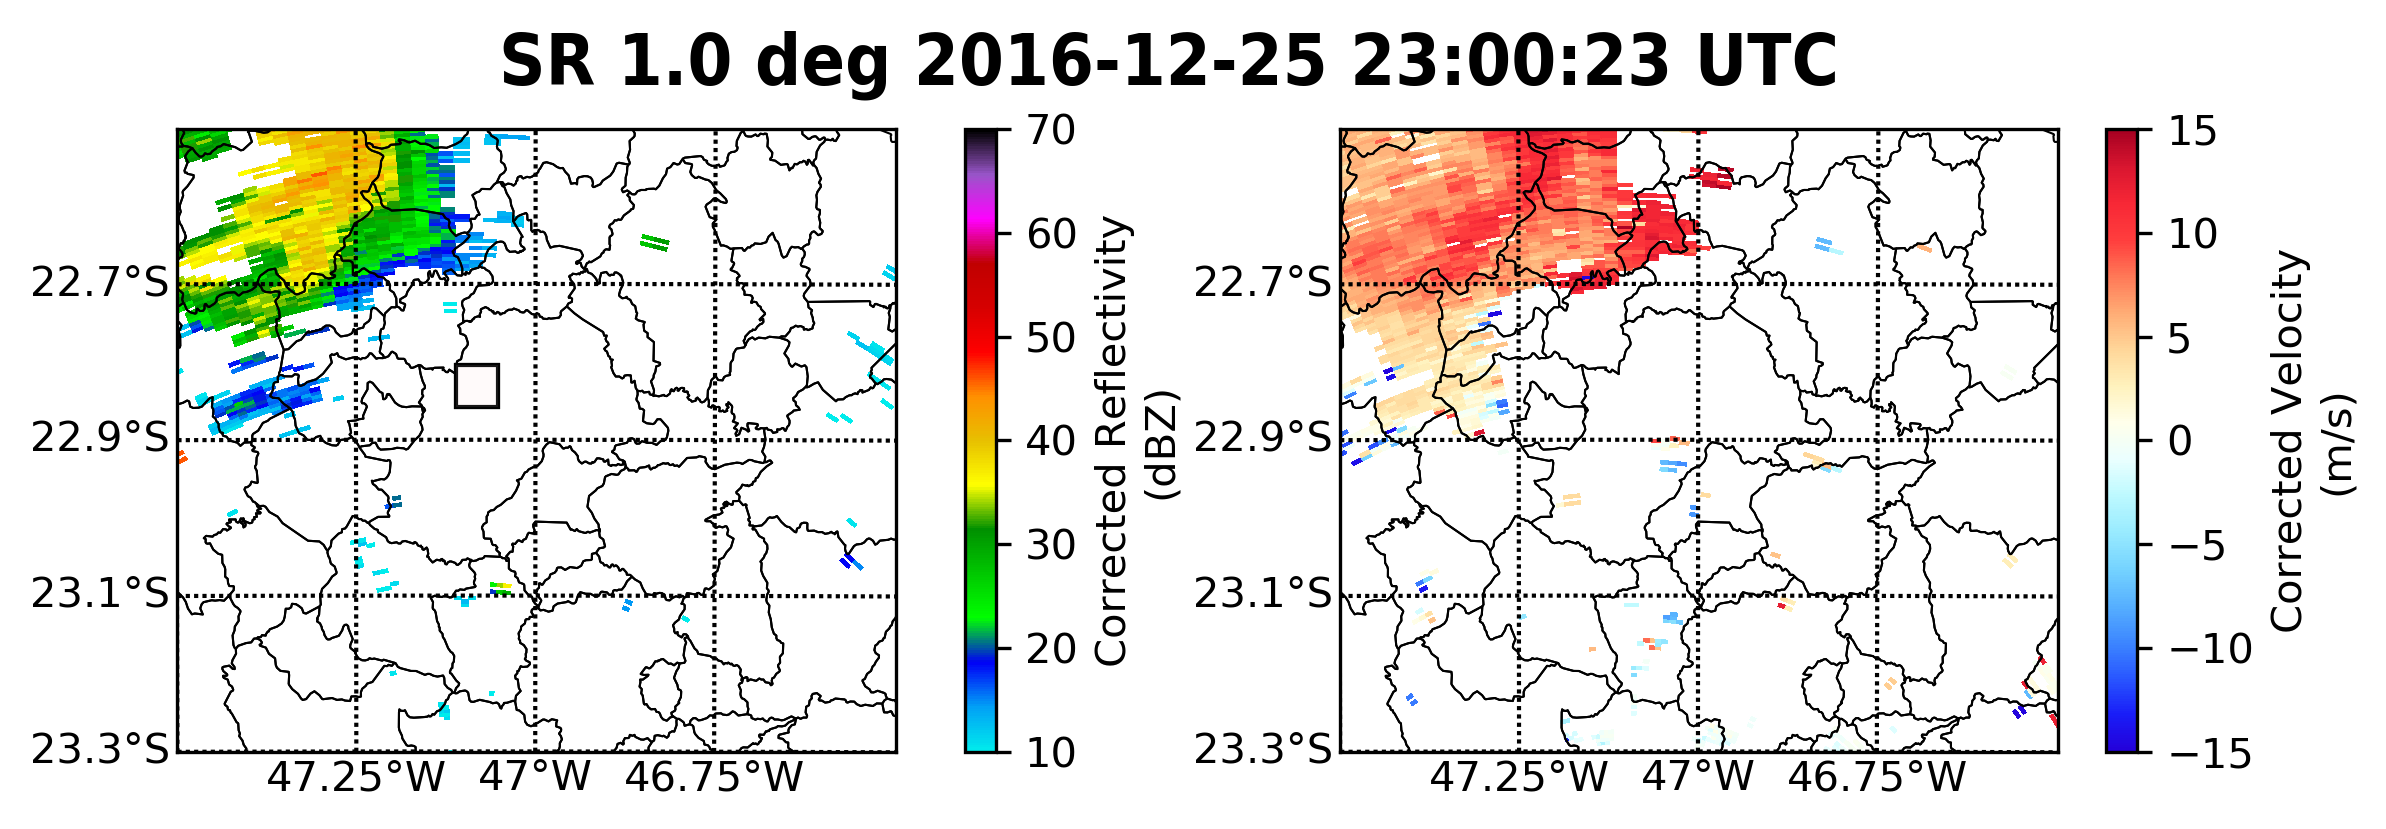 SR 1.0 deg 2016-12-25 23:00:23 UTC
22.7°S
22.9°S
23.1°S
23.3°S
47.25°W 47°W 46.75°W
70
60
50
40
30
20
10
Corrected Reflectivity
(dBZ)
22.7°S
22.9°S
23.1°S
23.3°S
47.25°W 47°W 46.75°W
15
10
5
0
−5
−10
−15
Corrected Velocity
(m/s)